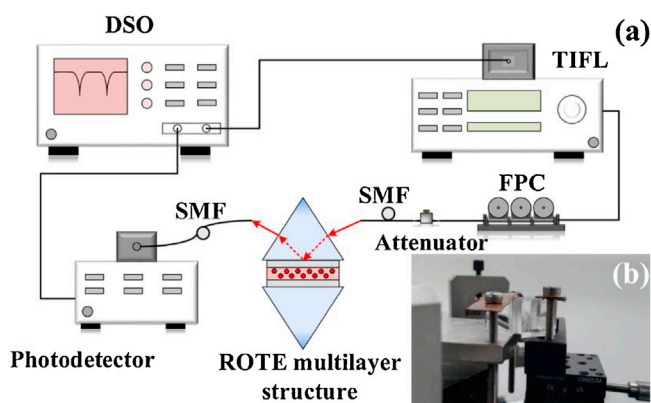 DSO
(a)
TIFL
FPC
SMF
SMF
Attenuator
(b)
Photodetector
ROTE multilayer
structure